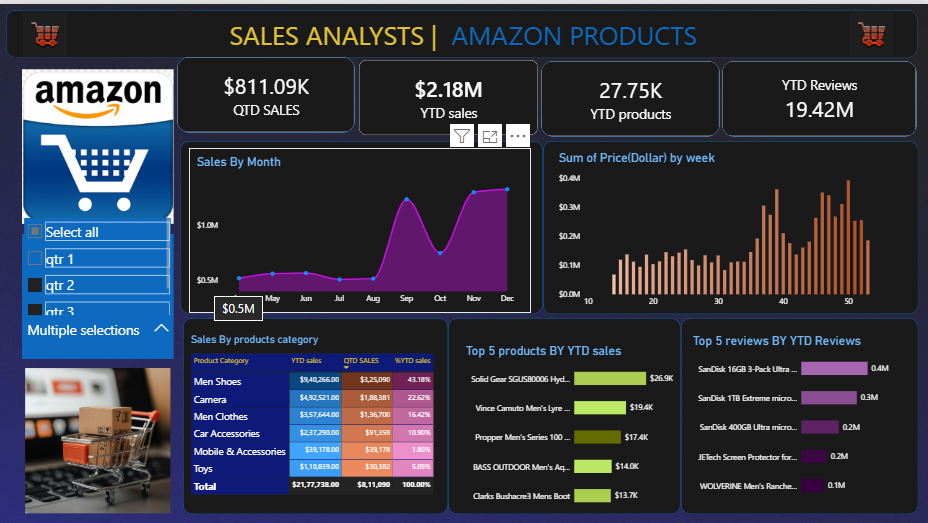 SALES ANALYSTS | AMAZON PRODUCTS
amazon
$811.09K
QTD SALES
$2.18M
YTD sales
27.75K
YTD products
YTD Reviews
19.42M
Select all
qtr 1
qtr 2
qtr 3
Multiple selections
Sales By Month
$1.0M
$0.5M
May Jun Jul Aug Sep Oct Nov Dec
$0.5M
Sum of Price(Dollar) by week
$0.4M
$0.3M
$0.2M
$0.1M
$0.0M
10 20 30 40 50
Sales By products category
Product Category YTD sales QTD SALES %YTD sales
Men Shoes $9,40,266.00 $3,25,090 43.18%
Camera $4,92,521.00 $1,88,381 22.62%
Men Clothes $3,57,644.00 $1,36,700 16.42%
Car Accessories $2,37,290.00 $91,359 10.90%
Mobile & Accessories $39,178.00 $39,178 1.80%
Toys $1,10,839.00 $30,382 5.09%
Total $21,77,738.00 $8,11,090 100.00%
Top 5 products BY YTD sales
Solid Gear SGUS80006 Hyd... $26.9K
Vince Camuto Men's Lyre ... $19.4K
Propper Men's Series 100 ... $17.4K
BASS OUTDOOR Men's Aq... $14.0K
Clarks Bushacre3 Mens Boot $13.7K
Top 5 reviews BY YTD Reviews
SanDisk 16GB 3-Pack Ultra ... 0.4M
SanDisk 1TB Extreme micro... 0.3M
SanDisk 400GB Ultra micro... 0.2M
JETech Screen Protector for... 0.2M
WOLVERINE Men's Ranche... 0.1M